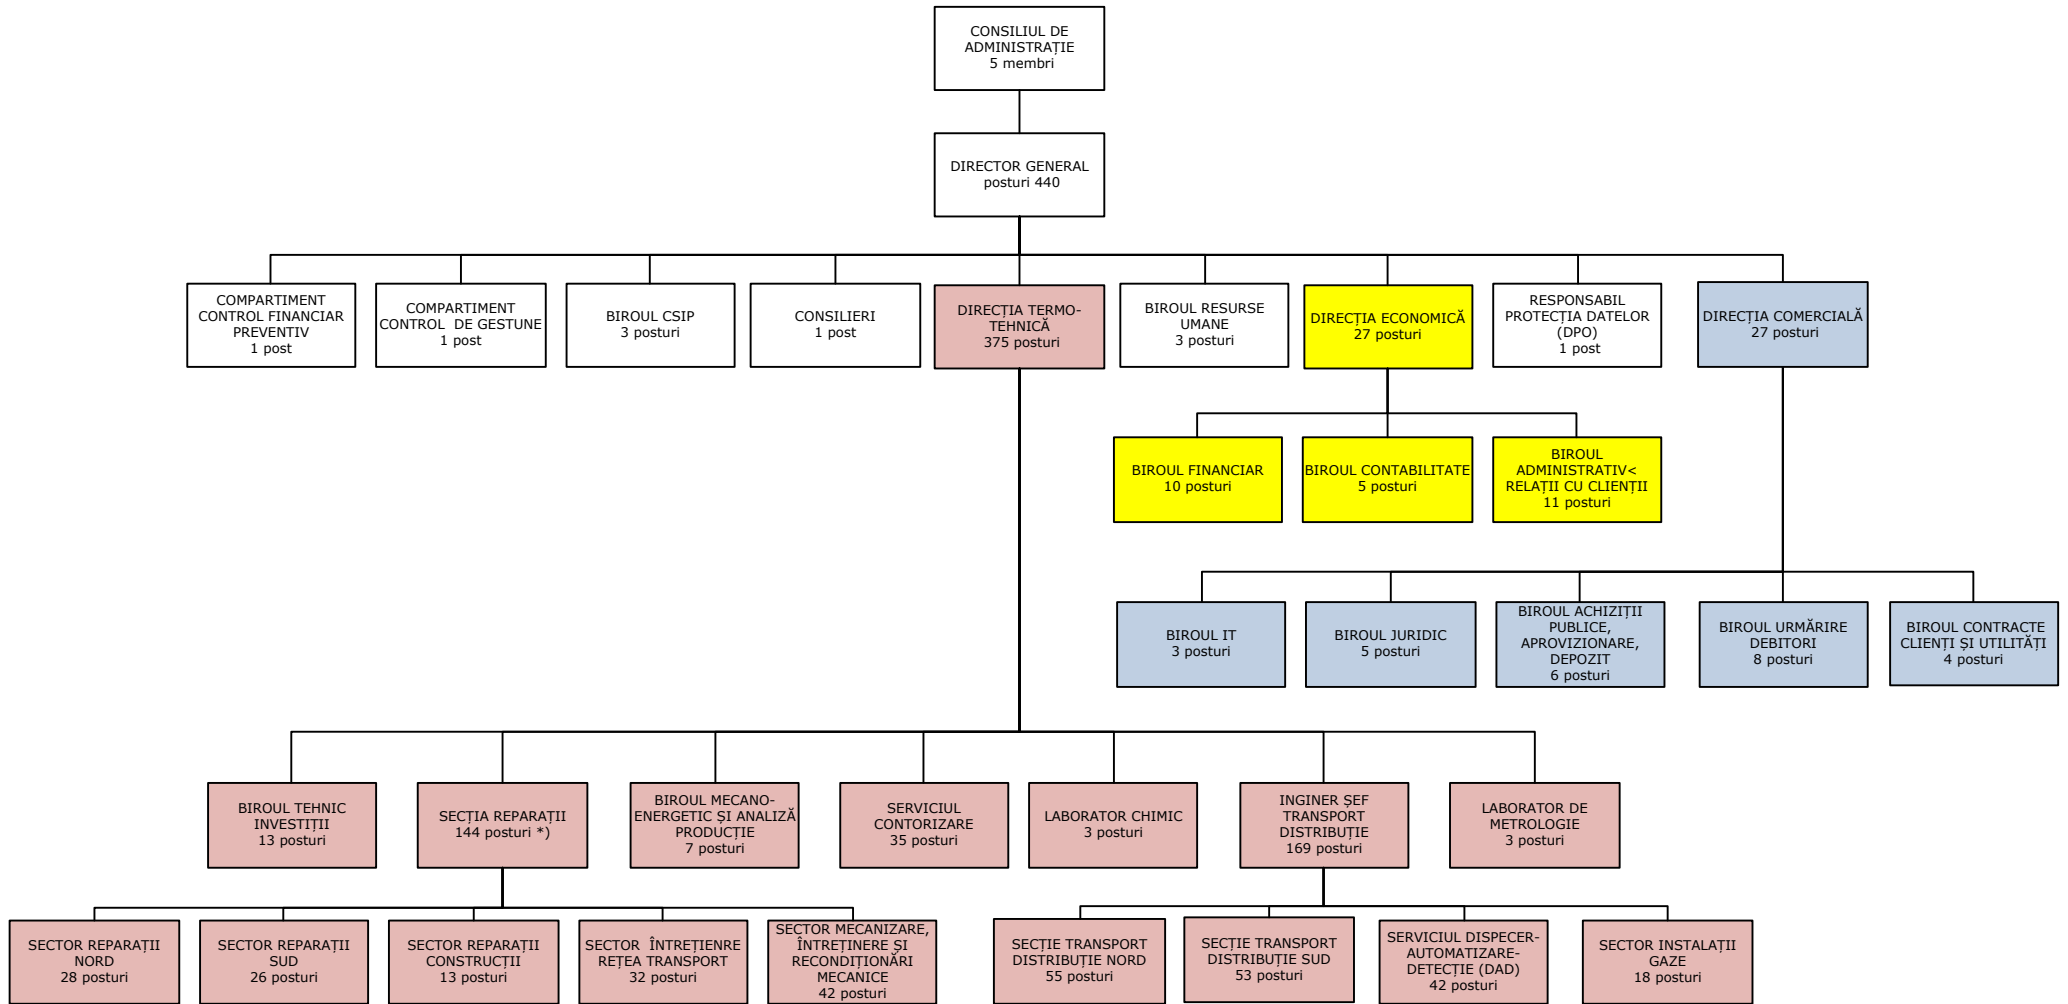 CONSILIUL DE
ADMINISTRAȚIE
5 membri
DIRECTOR GENERAL
posturi 440
COMPARTIMENT
CONTROL FINANCIAR
PREVENTIV
1 post
COMPARTIMENT
CONTROL DE GESTUNE
1 post
BIROUL CSIP
3 posturi
CONSILIERI
1 post
DIRECȚIA TERMO-
TEHNICĂ
375 posturi
BIROUL RESURSE
UMANE
3 posturi
DIRECȚIA ECONOMICĂ
27 posturi
RESPONSABIL
PROTECȚIA DATELOR
(DPO)
1 post
DIRECȚIA COMERCIALĂ
27 posturi
BIROUL FINANCIAR
10 posturi
BIROUL CONTABILITATE
5 posturi
BIROUL
ADMINISTRATIV<
RELAȚII CU CLIENȚII
11 posturi
BIROUL IT
3 posturi
BIROUL JURIDIC
5 posturi
BIROUL ACHIZIȚII
PUBLICE,
APROVIZIONARE,
DEPOZIT
6 posturi
BIROUL URMĂRIRE
DEBITORI
8 posturi
BIROUL CONTRACTE
CLIENȚI ȘI UTILITĂȚI
4 posturi
BIROUL TEHNIC
INVESTIȚII
13 posturi
SECȚIA REPARAȚII
144 posturi *)
BIROUL MECANO-
ENERGETIC ȘI ANALIZĂ
PRODUCȚIE
7 posturi
SERVICIUL
CONTORIZARE
35 posturi
LABORATOR CHIMIC
3 posturi
INGINER ȘEF
TRANSPORT
DISTRIBUȚIE
169 posturi
LABORATOR DE
METROLOGIE
3 posturi
SECTOR REPARAȚII
NORD
28 posturi
SECTOR REPARAȚII
SUD
26 posturi
SECTOR REPARAȚII
CONSTRUCȚII
13 posturi
SECTOR ÎNTREȚIENRE
REȚEA TRANSPORT
32 posturi
SECTOR MECANIZARE,
ÎNTREȚINERE ȘI
RECONDIȚIONĂRI
MECANICE
42 posturi
SECȚIE TRANSPORT
DISTRIBUȚIE NORD
55 posturi
SECȚIE TRANSPORT
DISTRIBUȚIE SUD
53 posturi
SERVICIUL DISPECER-
AUTOMATIZARE-
DETECȚIE (DAD)
42 posturi
SECTOR INSTALAȚII
GAZE
18 posturi